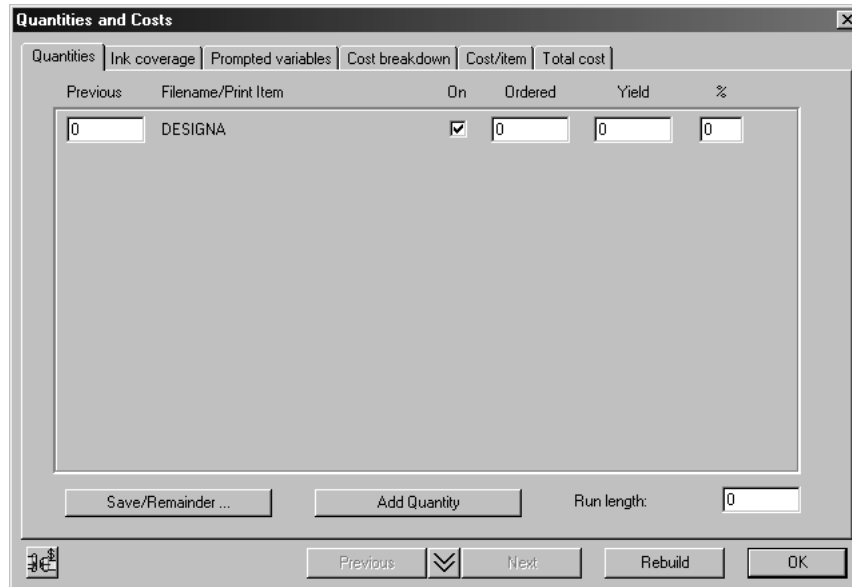 Quantities and Costs
Quantities Ink coverage Prompted variables Cost breakdown Cost/item Total cost
Previous Filename/Print Item On Ordered Yield %
0 DESIGNA 0 0 0
Save/Remainder ... Add Quantity Run length: 0
Previous Next Rebuild OK